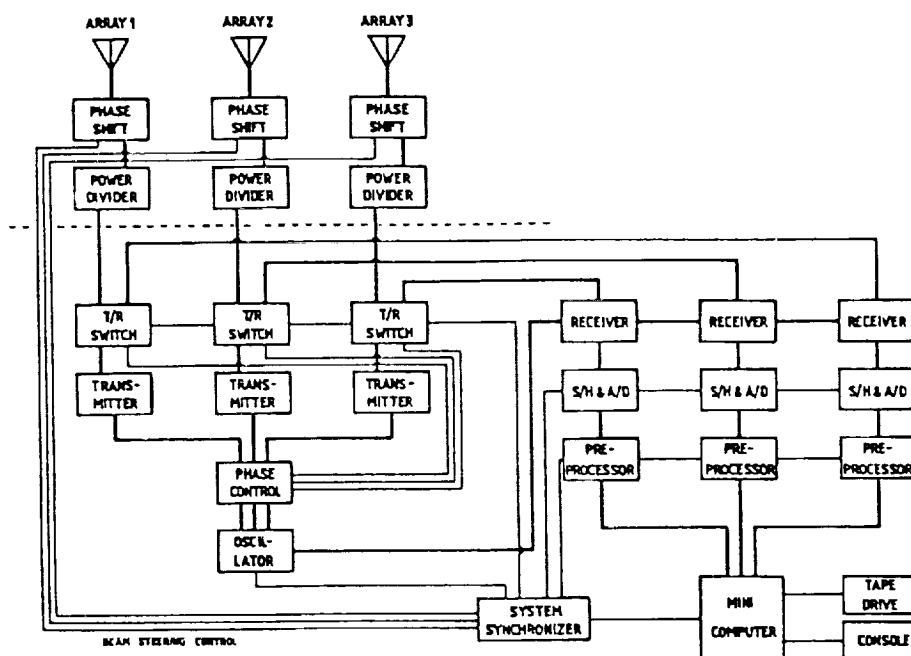 ARRAY 1
ARRAY 2
ARRAY 3
PHASE
SHIFT
PHASE
SHIFT
PHASE
SHIFT
POWER
DIVIDER
POWER
DIVIDER
POWER
DIVIDER
T/R
SWITCH
T/R
SWITCH
T/R
SWITCH
RECEIVER
RECEIVER
RECEIVER
TRANS-
MITTER
TRANS-
MITTER
TRANS-
MITTER
S/H & A/D
S/H & A/D
S/H & A/D
PRE-
PROCESSOR
PRE-
PROCESSOR
PRE-
PROCESSOR
PHASE
CONTROL
OSCIL-
LATOR
SYSTEM
SYNCHRONIZER
MINI
COMPUTER
TAPE
DRIVE
CONSOLE
BEAM STEERING CONTROL